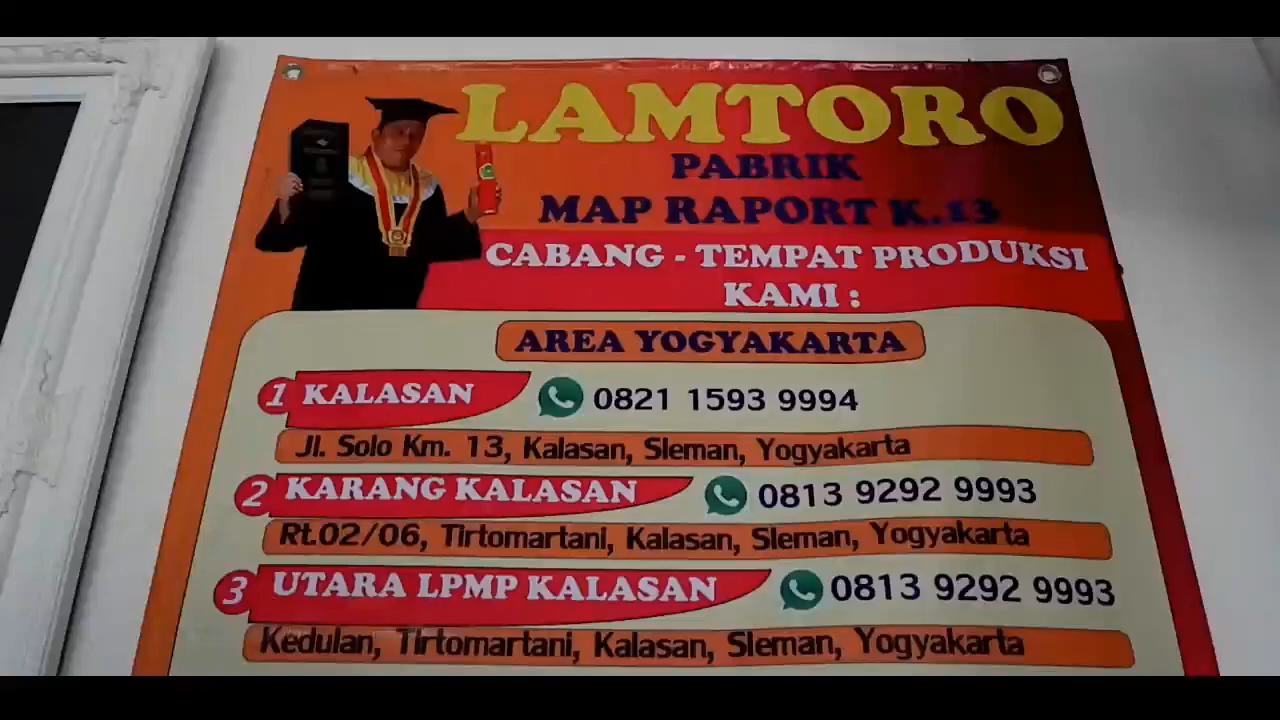 LAMTORO
PABRIK
MAP RAPORT K.13
CABANG - TEMPAT PRODUKSI
KAMI :
AREA YOGYAKARTA
1 KALASAN 0821 1593 9994
Jl. Solo Km. 13, Kalasan, Sleman, Yogyakarta
2 KARANG KALASAN 0813 9292 9993
Rt.02/06, Tirtomartani, Kalasan, Sleman, Yogyakarta
3 UTARA LPMP KALASAN 0813 9292 9993
Kedulan, Tirtomartani, Kalasan, Sleman, Yogyakarta